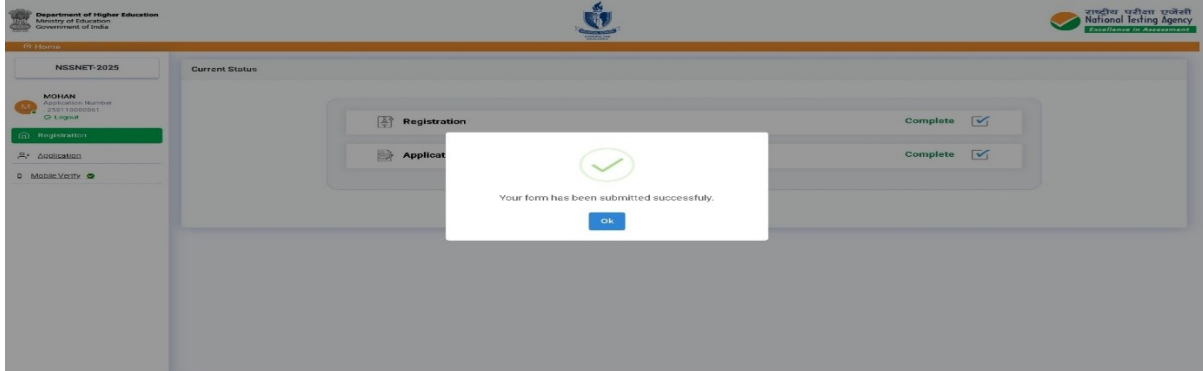 Department of Higher Education
Ministry of Education
Government of India
राष्ट्रीय परीक्षा एजेंसी
National Testing Agency
Excellence in Assessment
Home
NSSNET-2025
Current Status
MOHAN
Application Number
Logout
Registration
Application
Mobile Verify
Registration
Complete
Applicat
Complete
Your form has been submitted successfuly.
Ok